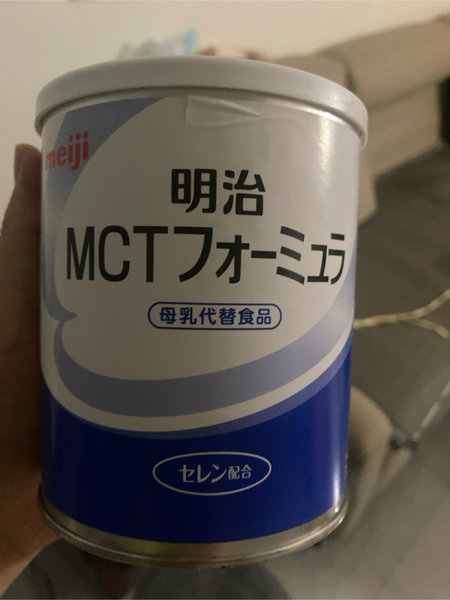 meiji
明治
MCTフォーミュラ
母乳代替食品
セレン配合